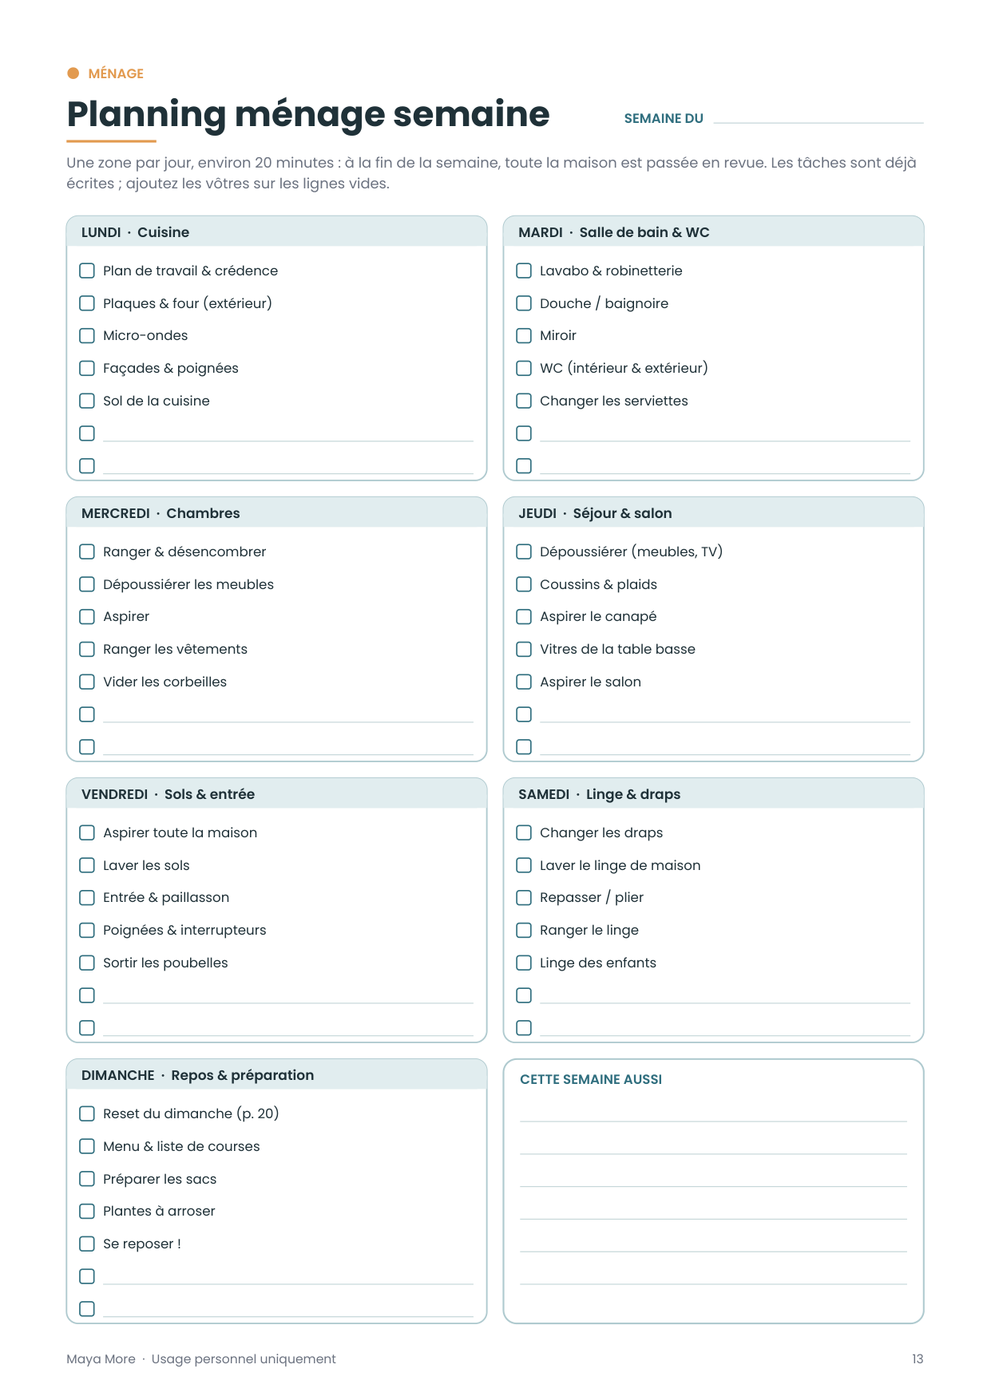 MÉNAGE
Planning ménage semaine
SEMAINE DU
Une zone par jour, environ 20 minutes : à la fin de la semaine, toute la maison est passée en revue. Les tâches sont déjà
écrites ; ajoutez les vôtres sur les lignes vides.
LUNDI · Cuisine
Plan de travail & crédence
Plaques & four (extérieur)
Micro-ondes
Façades & poignées
Sol de la cuisine
MARDI · Salle de bain & WC
Lavabo & robinetterie
Douche / baignoire
Miroir
WC (intérieur & extérieur)
Changer les serviettes
MERCREDI · Chambres
Ranger & désencombrer
Dépoussiérer les meubles
Aspirer
Ranger les vêtements
Vider les corbeilles
JEUDI · Séjour & salon
Dépoussiérer (meubles, TV)
Coussins & plaids
Aspirer le canapé
Vitres de la table basse
Aspirer le salon
VENDREDI · Sols & entrée
Aspirer toute la maison
Laver les sols
Entrée & paillasson
Poignées & interrupteurs
Sortir les poubelles
SAMEDI · Linge & draps
Changer les draps
Laver le linge de maison
Repasser / plier
Ranger le linge
Linge des enfants
DIMANCHE · Repos & préparation
Reset du dimanche (p. 20)
Menu & liste de courses
Préparer les sacs
Plantes à arroser
Se reposer !
CETTE SEMAINE AUSSI
Maya More · Usage personnel uniquement
13